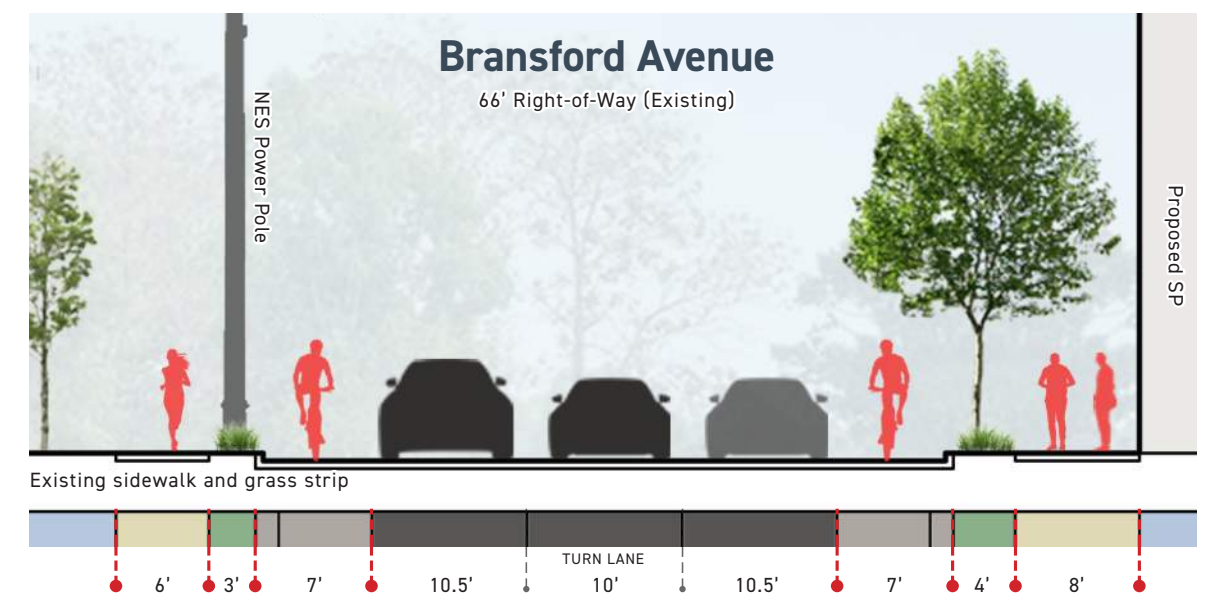 Bransford Avenue
66' Right-of-Way (Existing)
NES Power Pole
Proposed SP
Existing sidewalk and grass strip
TURN LANE
6'
3'
7'
10.5'
10'
10.5'
7'
4'
8'